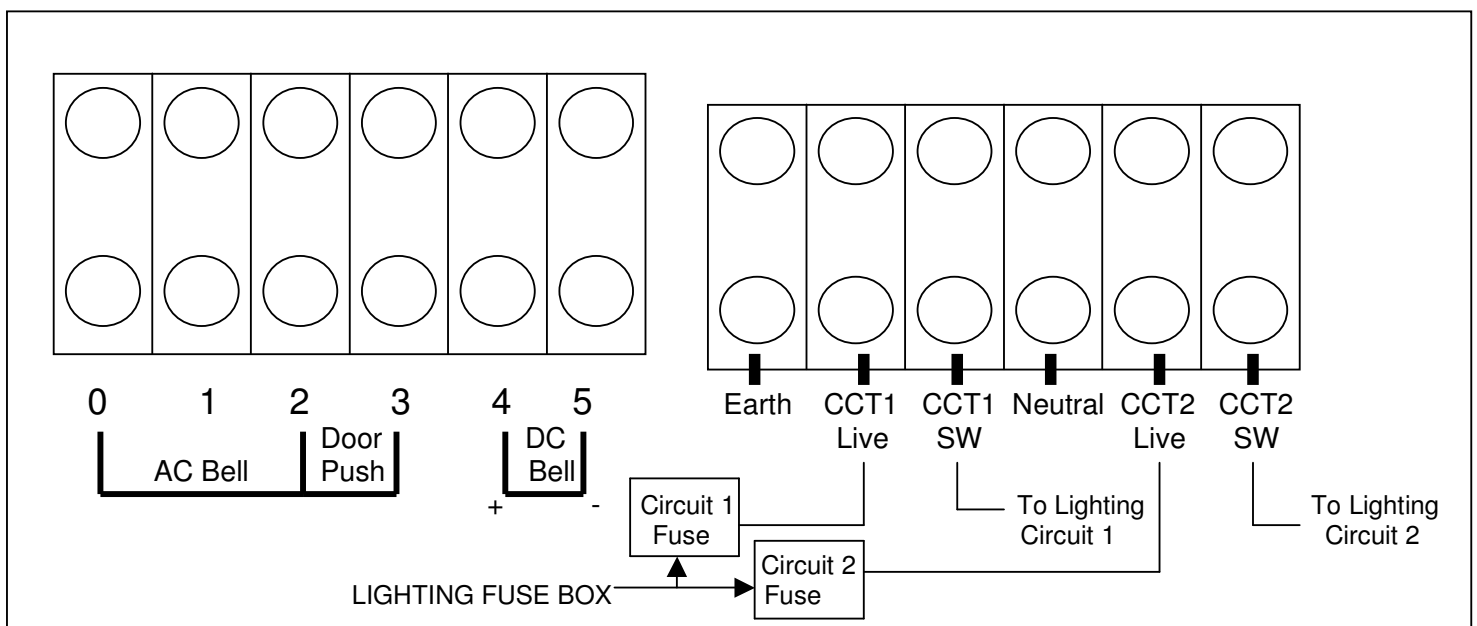 0 1 2 3 4 5
AC Bell
Door
Push
DC
Bell
+ -
Earth CCT1 CCT1 Neutral CCT2 CCT2
Live SW Live SW
Circuit 1
Fuse
To Lighting
Circuit 1
To Lighting
Circuit 2
Circuit 2
Fuse
LIGHTING FUSE BOX